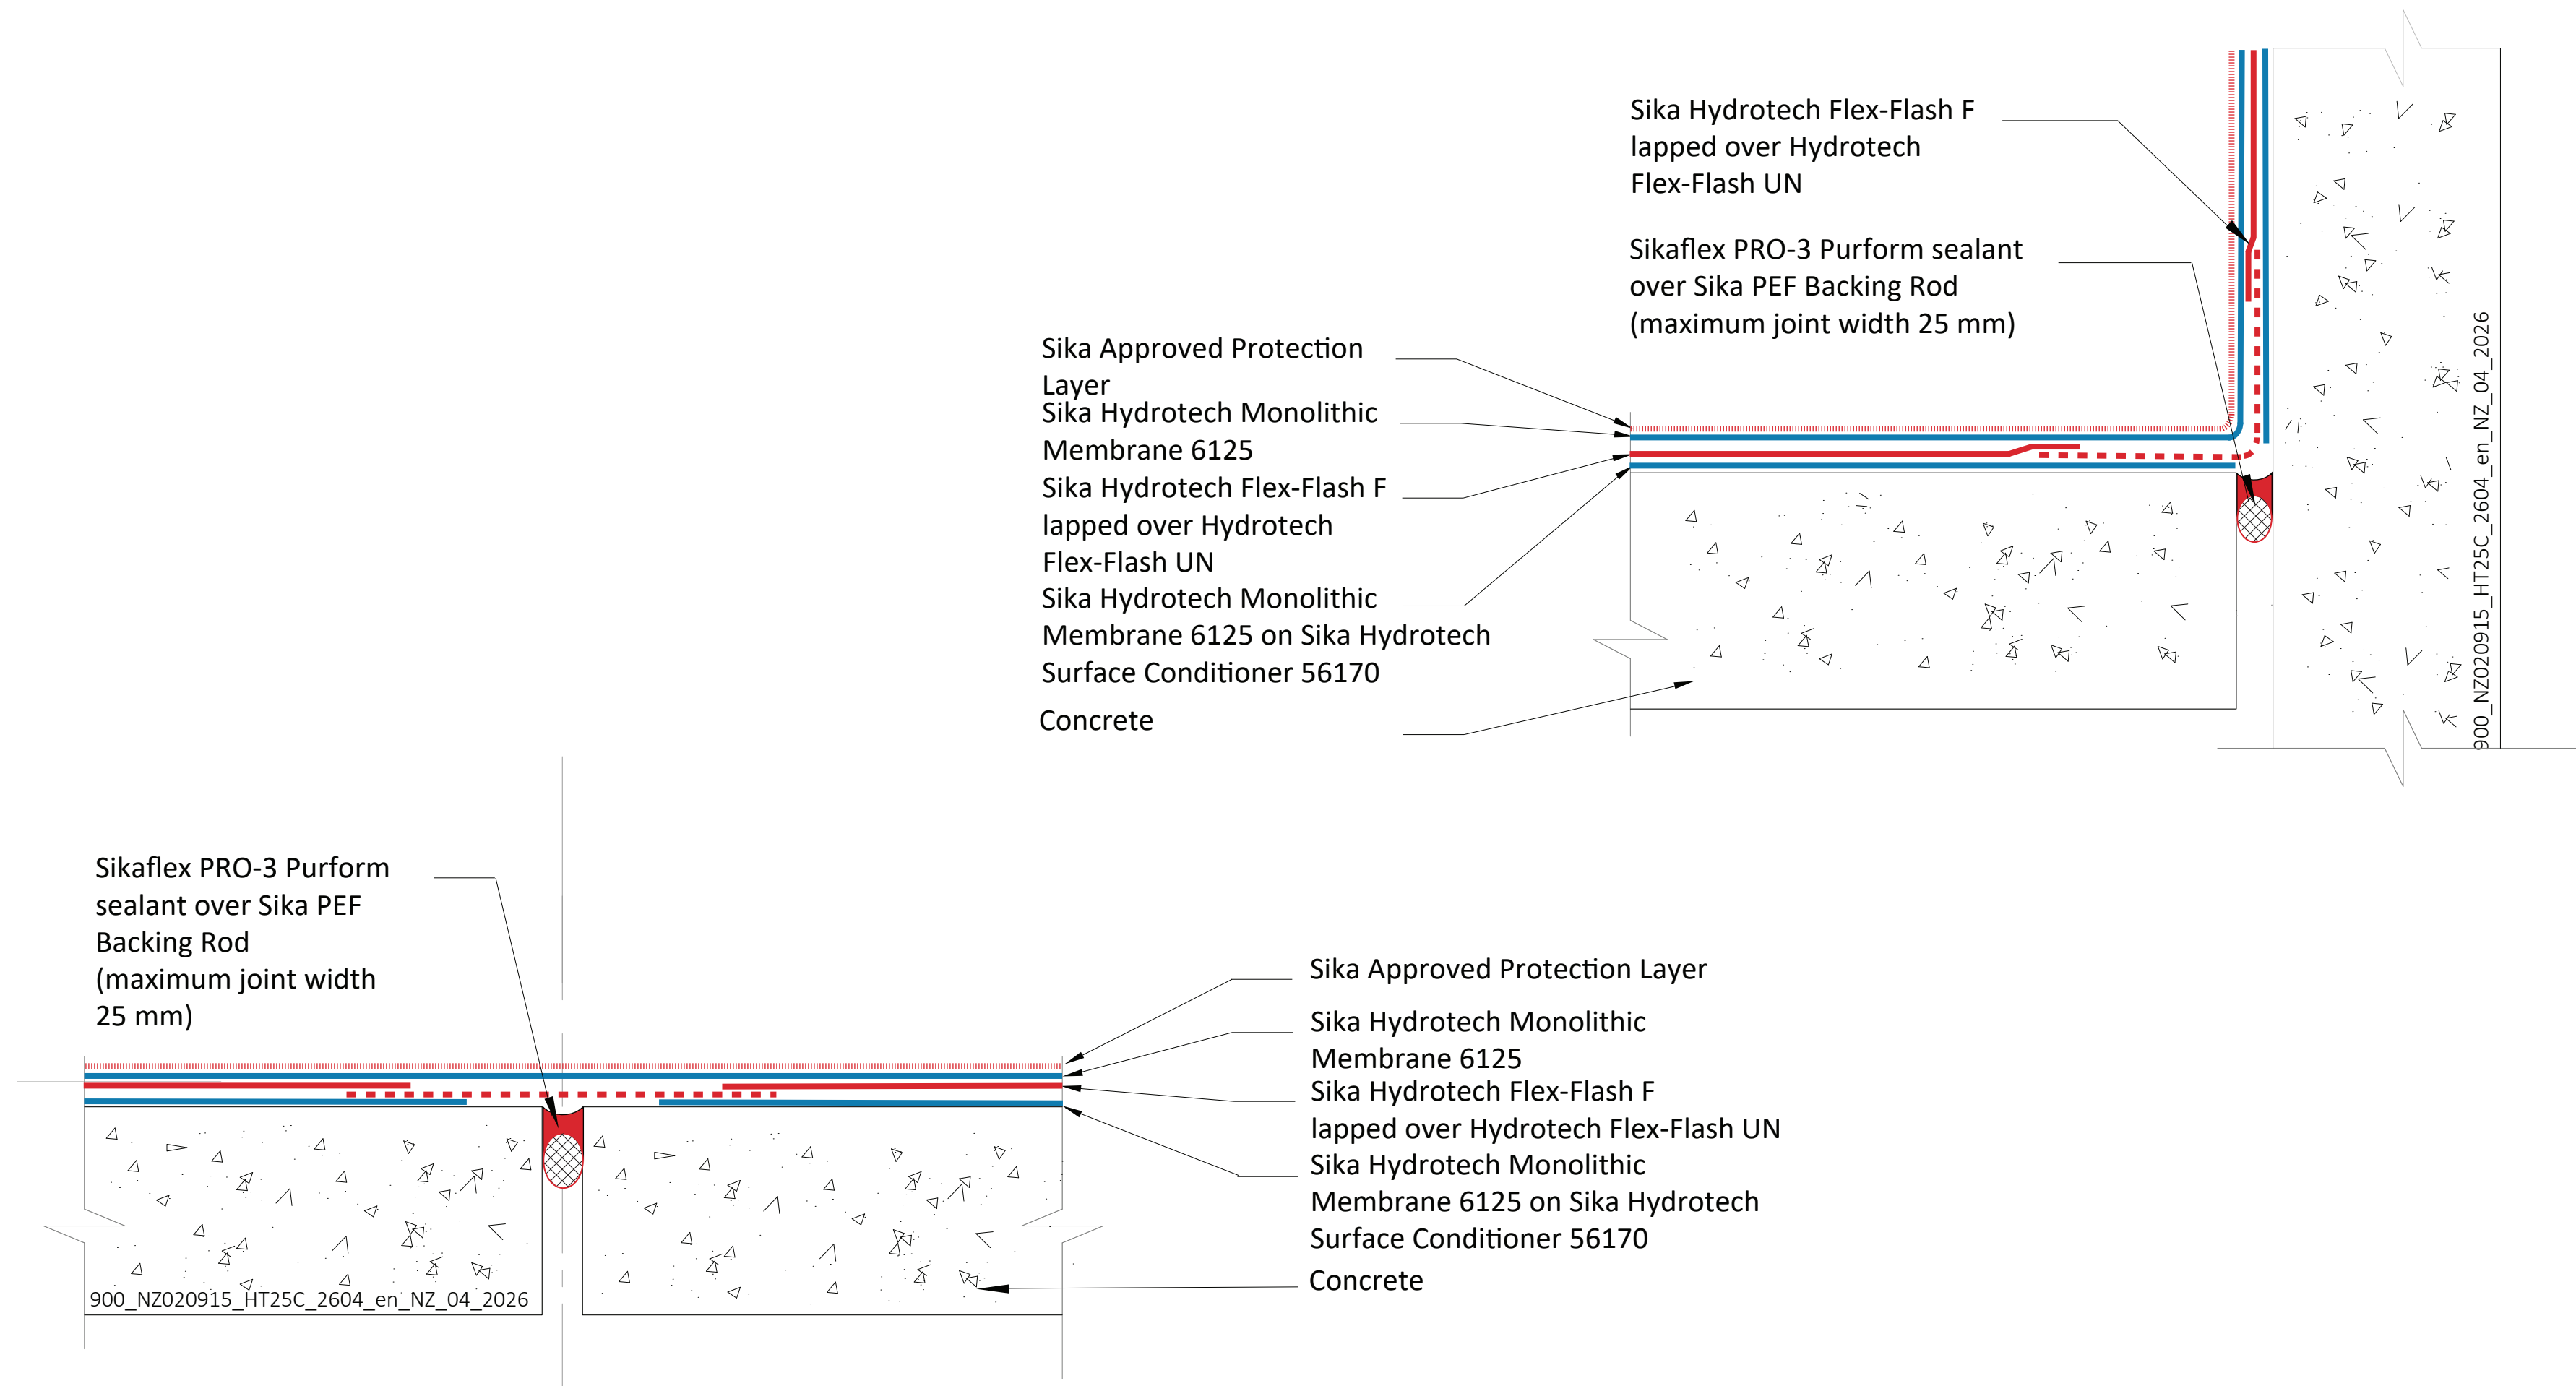 Sika Hydrotech Flex-Flash F
lapped over Hydrotech
Flex-Flash UN
Sikaflex PRO-3 Purform sealant
over Sika PEF Backing Rod
(maximum joint width 25 mm)
Sika Approved Protection
Layer
Sika Hydrotech Monolithic
Membrane 6125
Sika Hydrotech Flex-Flash F
lapped over Hydrotech
Flex-Flash UN
Sika Hydrotech Monolithic
Membrane 6125 on Sika Hydrotech
Surface Conditioner 56170
Concrete
900_NZ020915_HT25C_2604_en_NZ_04_2026
Sikaflex PRO-3 Purform
sealant over Sika PEF
Backing Rod
(maximum joint width
25 mm)
Sika Approved Protection Layer
Sika Hydrotech Monolithic
Membrane 6125
Sika Hydrotech Flex-Flash F
lapped over Hydrotech Flex-Flash UN
Sika Hydrotech Monolithic
Membrane 6125 on Sika Hydrotech
Surface Conditioner 56170
Concrete
900_NZ020915_HT25C_2604_en_NZ_04_2026